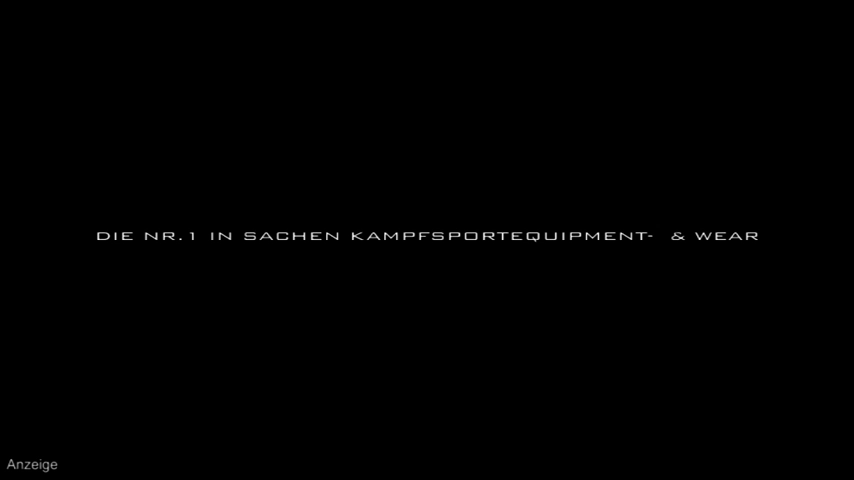 DIE NR.1 IN SACHEN KAMPFSPORTEQUIPMENT- & WEAR
Anzeige